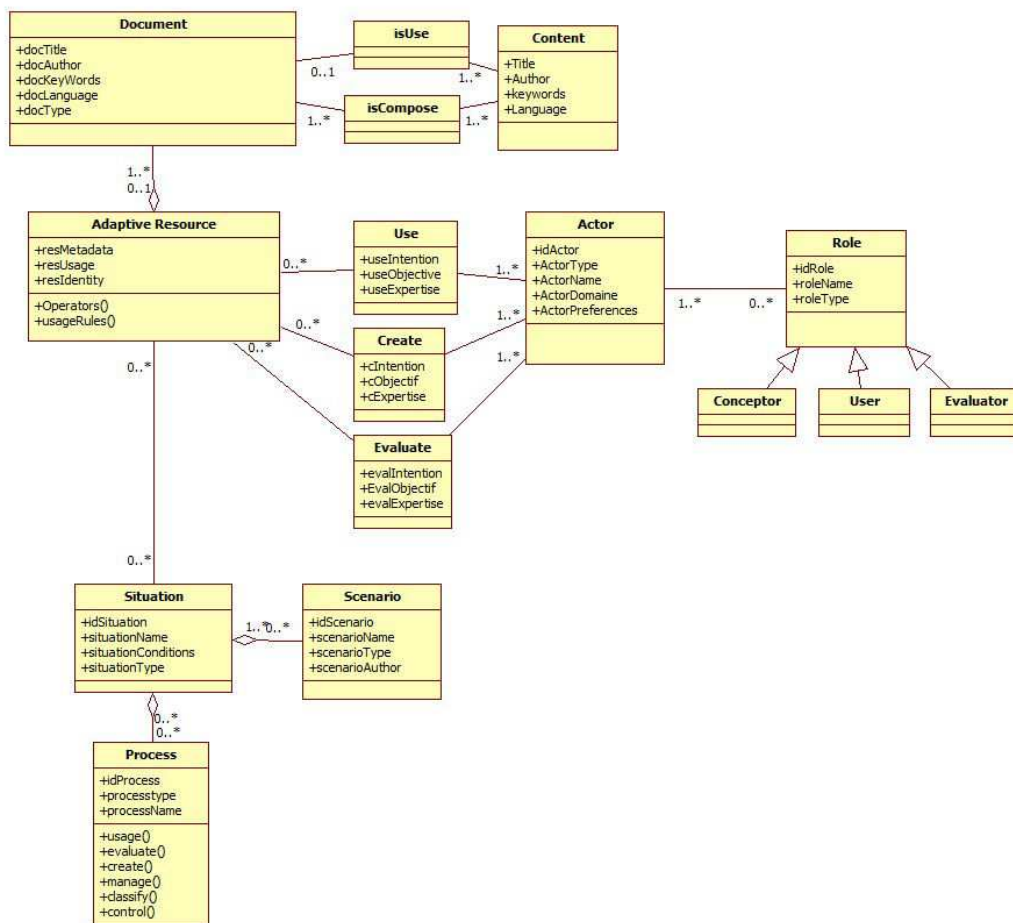 Document
+docTitle
+docAuthor
+docKeyWords
+docLanguage
+docType
isUse
0..1
1..*
isCompose
1..*
1..*
Content
+Title
+Author
+keywords
+Language
1..*
0..1
Adaptive Resource
+resMetadata
+resUsage
+resIdentity
+Operators()
+usageRules()
0..*
0..*
0..*
0..*
Use
+useIntention
+useObjective
+useExpertise
1..*
Create
+cIntention
+cObjectif
+cExpertise
1..*
Evaluate
+evalIntention
+EvalObjectif
+evalExpertise
1..*
Actor
+idActor
+ActorType
+ActorName
+ActorDomaine
+ActorPreferences
1..*
0..*
Role
+idRole
+roleName
+roleType
Conceptor
User
Evaluator
0..*
Situation
+idSituation
+situationName
+situationConditions
+situationType
1..*
0..*
Scenario
+idScenario
+scenarioName
+scenarioType
+scenarioAuthor
0..*
0..*
Process
+idProcess
+processtype
+processName
+usage()
+evaluate()
+create()
+manage()
+classify()
+control()